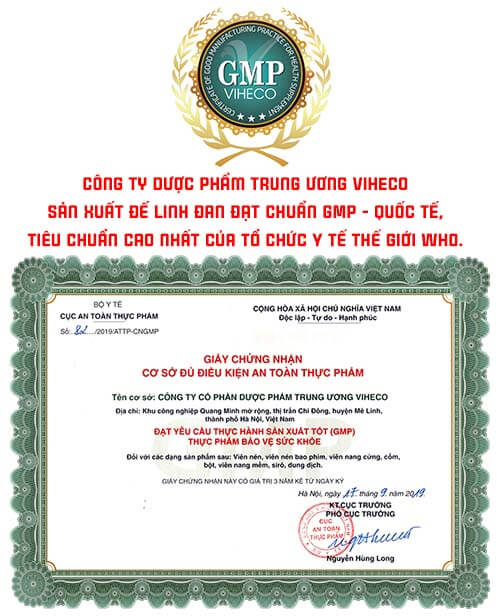 CERTIFICATE OF GOOD MANUFACTURING PRACTICE FOR HEALTH SUPPLEMENT
GMP
VIHECO
CÔNG TY DƯỢC PHẨM TRUNG ƯƠNG VIHECO
SẢN XUẤT ĐẾ LINH ĐAN ĐẠT CHUẨN GMP - QUỐC TẾ,
TIÊU CHUẨN CAO NHẤT CỦA TỔ CHỨC Y TẾ THẾ GIỚI WHO.
BỘ Y TẾ
CỤC AN TOÀN THỰC PHẨM
Số: 82..../2019/ATTP-CNGMP
CỘNG HÒA XÃ HỘI CHỦ NGHĨA VIỆT NAM
Độc lập - Tự do - Hạnh phúc
GIẤY CHỨNG NHẬN
CƠ SỞ ĐỦ ĐIỀU KIỆN AN TOÀN THỰC PHẨM
Tên cơ sở: CÔNG TY CỔ PHẦN DƯỢC PHẨM TRUNG ƯƠNG VIHECO
Địa chỉ: Khu công nghiệp Quang Minh mở rộng, thị trấn Chi Đông, huyện Mê Linh,
thành phố Hà Nội, Việt Nam
ĐẠT YÊU CẦU THỰC HÀNH SẢN XUẤT TỐT (GMP)
THỰC PHẨM BẢO VỆ SỨC KHỎE
Đối với các dạng sản phẩm sau: Viên nén, viên nén bao phim, viên nang cứng, cốm,
bột, viên nang mềm, sirô, dung dịch.
GIẤY CHỨNG NHẬN NÀY CÓ GIÁ TRỊ 3 NĂM KỂ TỪ NGÀY KÝ
Hà Nội, ngày 17 tháng 9 năm 2019
KT.CỤC TRƯỞNG
PHÓ CỤC TRƯỞNG
CỤC
AN TOÀN
THỰC PHẨM
Nguyễn Hùng Long